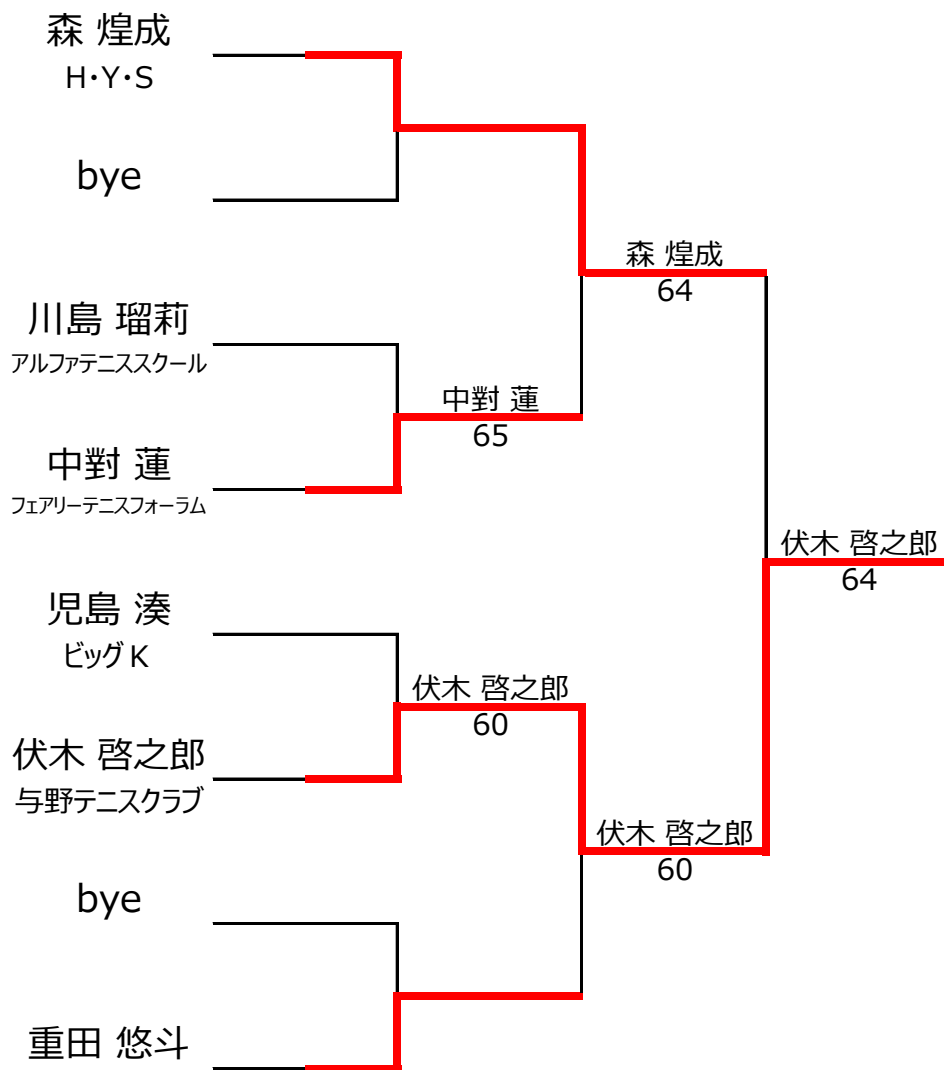 森 煌成
H・Y・S
bye
川島 瑠莉
アルファテニススクール
中對 蓮
フェアリーテニスフォーラム
児島 湊
ビッグK
伏木 啓之郎
与野テニスクラブ
bye
重田 悠斗
中對 蓮
65
伏木 啓之郎
60
森 煌成
64
伏木 啓之郎
60
伏木 啓之郎
64